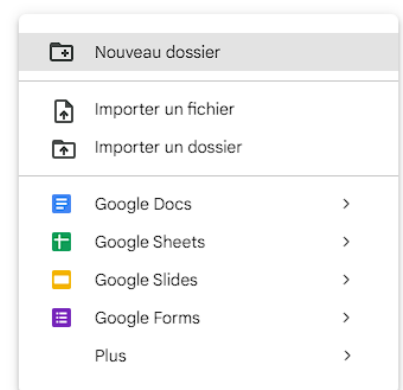 Nouveau dossier
Importer un fichier
Importer un dossier
Google Docs
Google Sheets
Google Slides
Google Forms
Plus